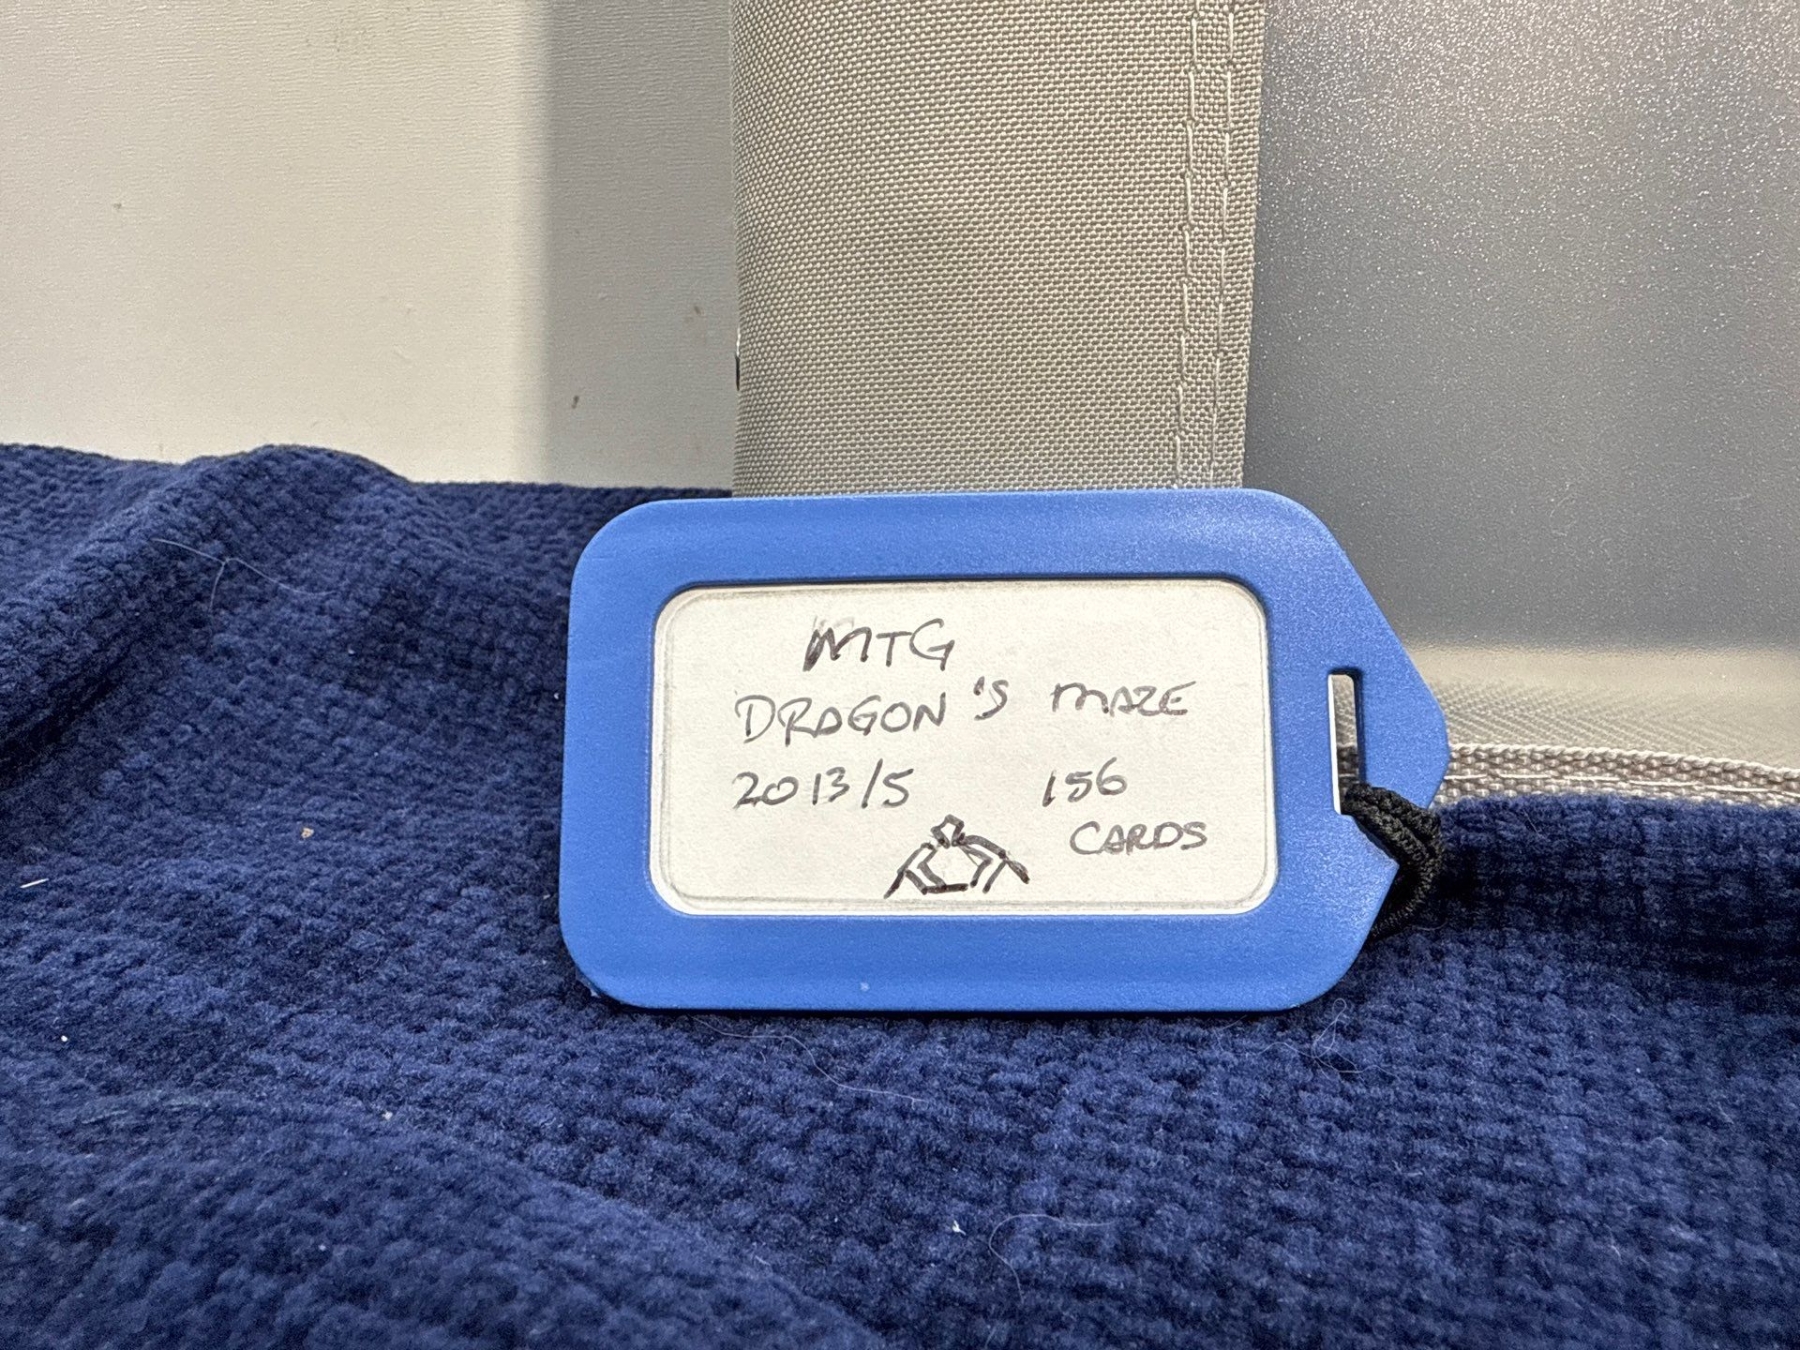 MTG
DRAGON'S MAZE
2013/5 156
CARDS